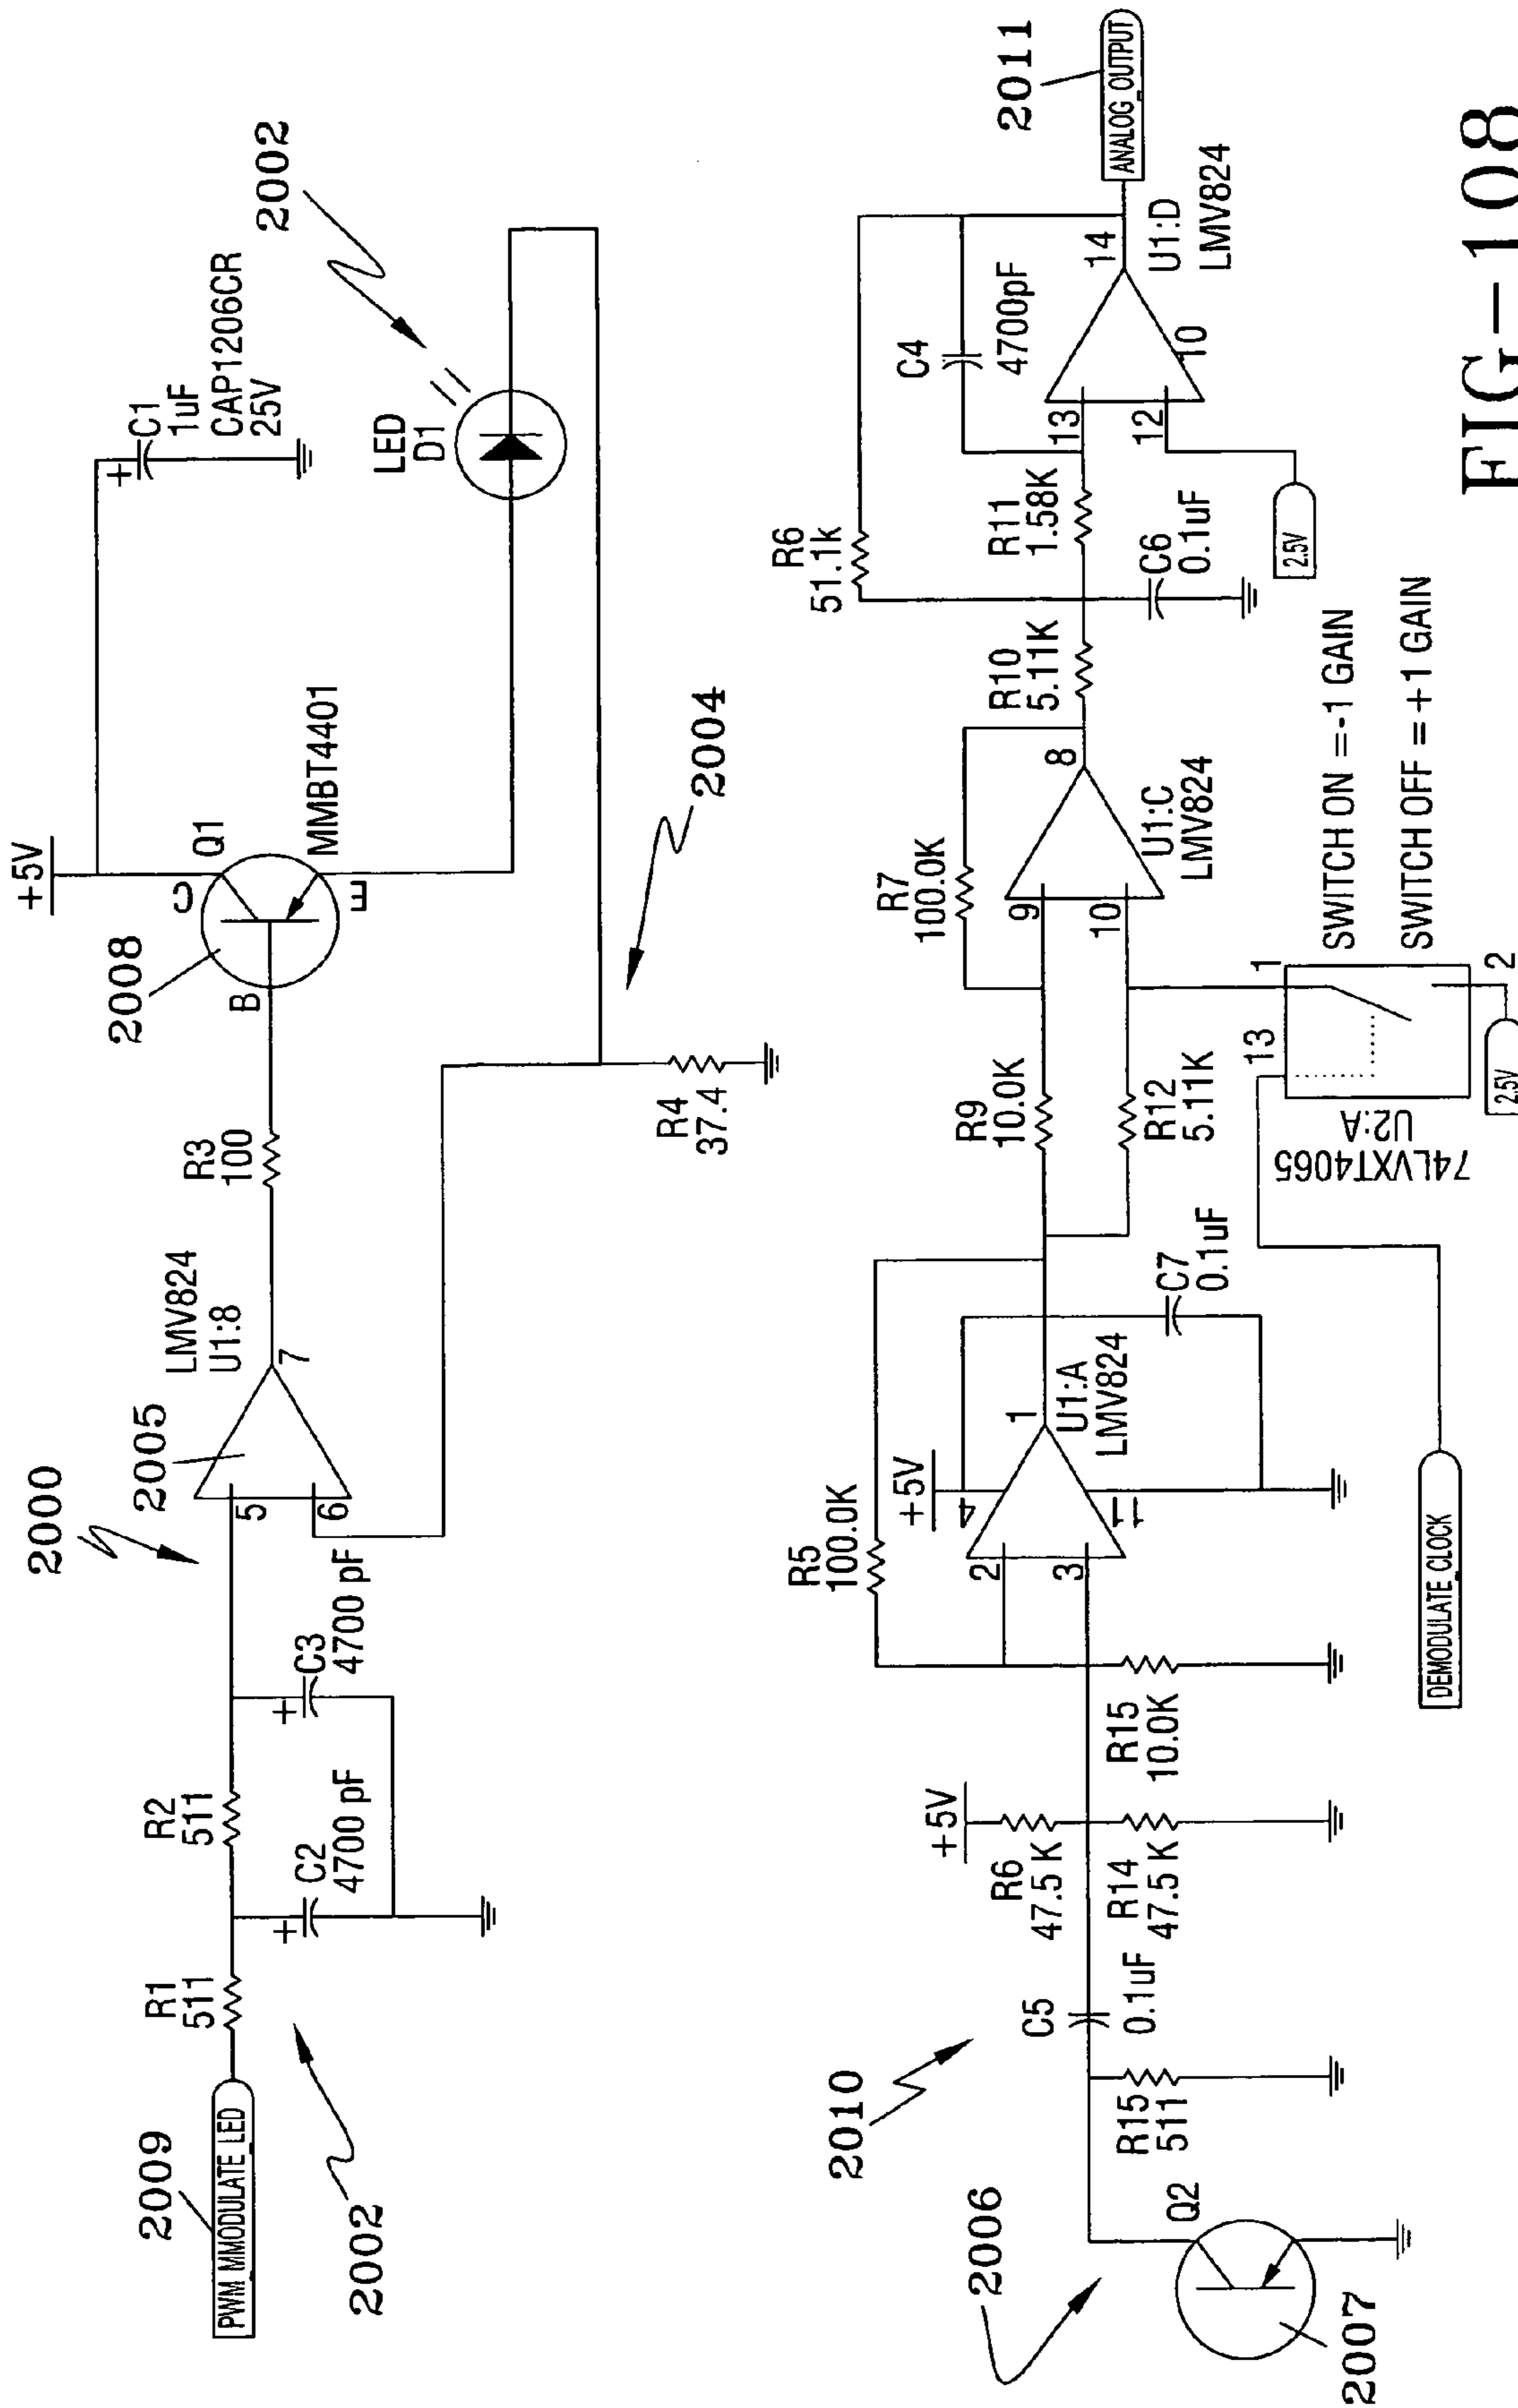 2009
PWM MMODULATE LED
2002
R1
511
C2
4700 pF
R2
511
C3
4700 pF
2000
5
6
2005
7
LMV824
U1:8
R3
100
2008
B
C
E
+5V
Q1
MMBT4401
C1
1uF
CAP1206CR
25V
+
+
+
2002
LED
D1
R4
37.4
2004
2006
2007
Q2
R15
511
2010
C5
0.1uF
+5V
R6
47.5 K
R14
47.5 K
R15
10.0K
R5
100.0K
2
3
+5V
4
11
1
U1:A
LMV824
C7
0.1uF
DEMODULATE CLOCK
R9
10.0K
R12
5.11K
74LVXT4065
U2:A
13
1
2
2.5V
SWITCH ON =-1 GAIN
SWITCH OFF = +1 GAIN
R7
100.0K
9
10
8
U1:C
LMV824
R10
5.11K
R6
51.1k
R11
1.58K
C6
0.1uF
C4
4700pF
13
12
10
14
2.5V
U1:D
LMV824
2011
ANALOG OUTPUT
FIG-108